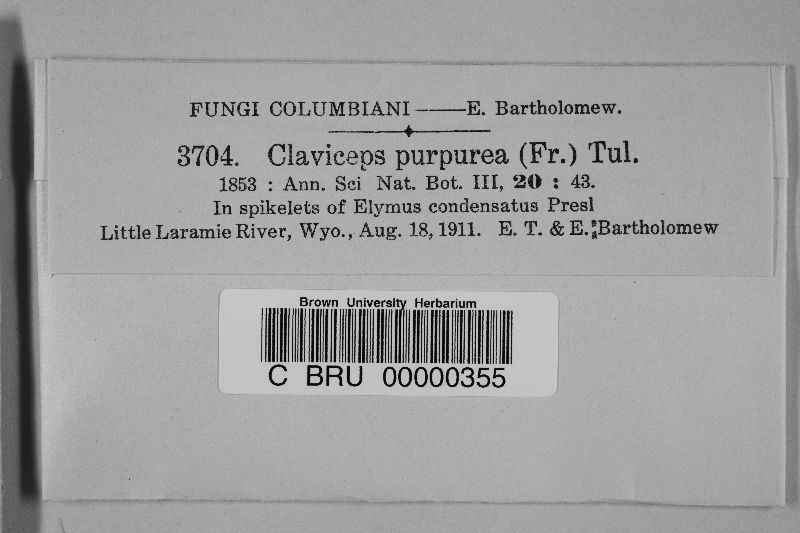 FUNGI COLUMBIANI —— E. Bartholomew.
3704. Claviceps purpurea (Fr.) Tul.
1853 : Ann. Sci Nat. Bot. III, 20 : 43.
In spikelets of Elymus condensatus Presl
Little Laramie River, Wyo., Aug. 18, 1911. E. T. & E. Bartholomew
Brown University Herbarium
C BRU 00000355